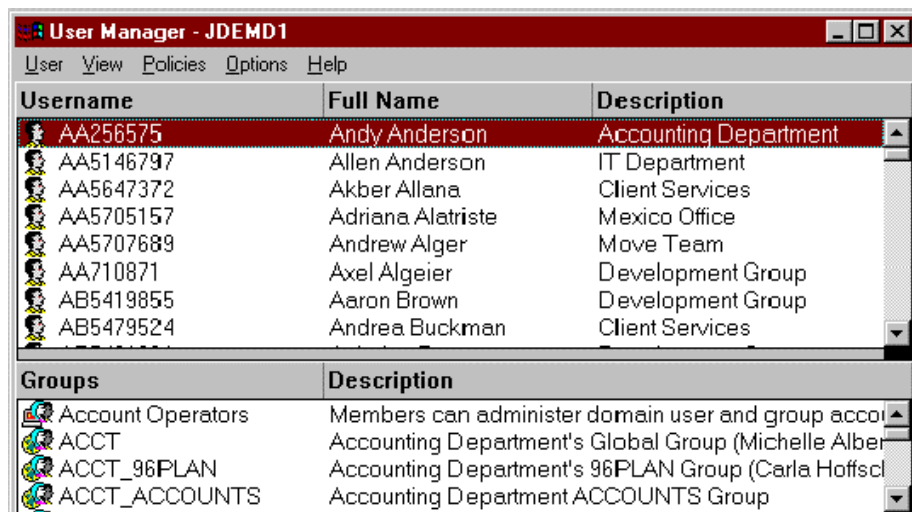 User Manager - JDEMD1
User View Policies Options Help
Username Full Name Description
AA256575 Andy Anderson Accounting Department
AA5146797 Allen Anderson IT Department
AA5647372 Akber Allana Client Services
AA5705157 Adriana Alatriste Mexico Office
AA5707689 Andrew Alger Move Team
AA710871 Axel Algeier Development Group
AB5419855 Aaron Brown Development Group
AB5479524 Andrea Buckman Client Services
Groups Description
Account Operators Members can administer domain user and group accou
ACCT Accounting Department's Global Group (Michelle Alber
ACCT_96PLAN Accounting Department's 96PLAN Group (Carla Hoffscl
ACCT_ACCOUNTS Accounting Department ACCOUNTS Group